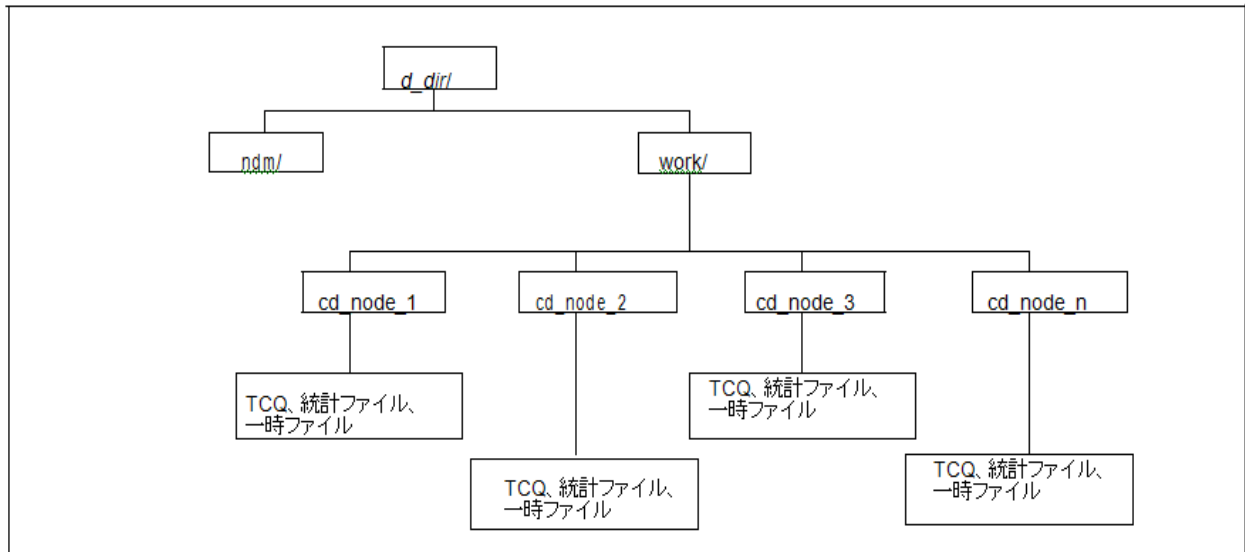 d_dir/
ndm/
work/
cd_node_1
cd_node_2
cd_node_3
cd_node_n
TCQ、統計ファイル、
一時ファイル
TCQ、統計ファイル、
一時ファイル
TCQ、統計ファイル、
一時ファイル
TCQ、統計ファイル、
一時ファイル